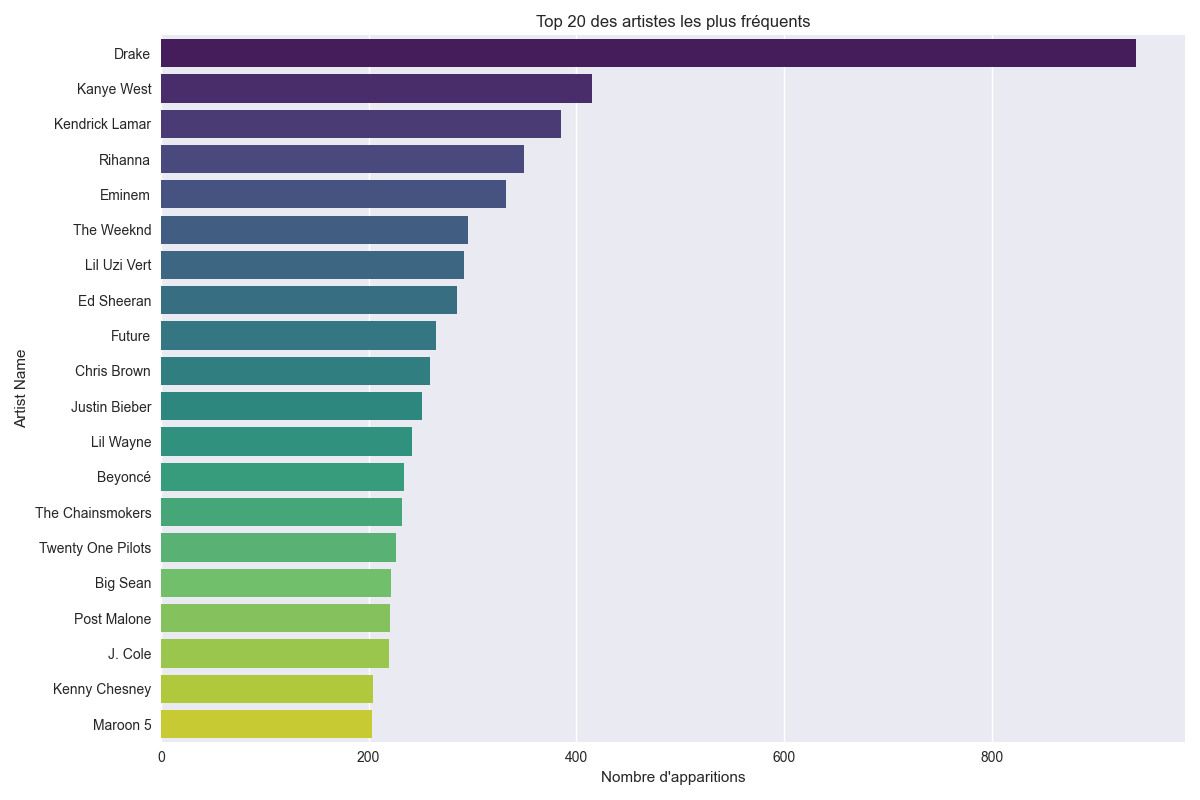 Top 20 des artistes les plus fréquents
Artist Name
Drake
Kanye West
Kendrick Lamar
Rihanna
Eminem
The Weeknd
Lil Uzi Vert
Ed Sheeran
Future
Chris Brown
Justin Bieber
Lil Wayne
Beyoncé
The Chainsmokers
Twenty One Pilots
Big Sean
Post Malone
J. Cole
Kenny Chesney
Maroon 5
0 200 400 600 800
Nombre d'apparitions